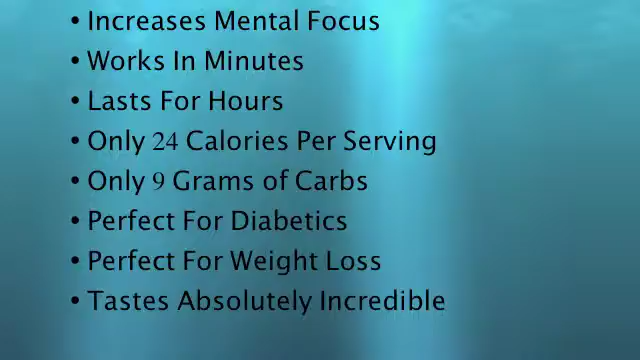 • Increases Mental Focus
• Works In Minutes
• Lasts For Hours
• Only 24 Calories Per Serving
• Only 9 Grams of Carbs
• Perfect For Diabetics
• Perfect For Weight Loss
• Tastes Absolutely Incredible